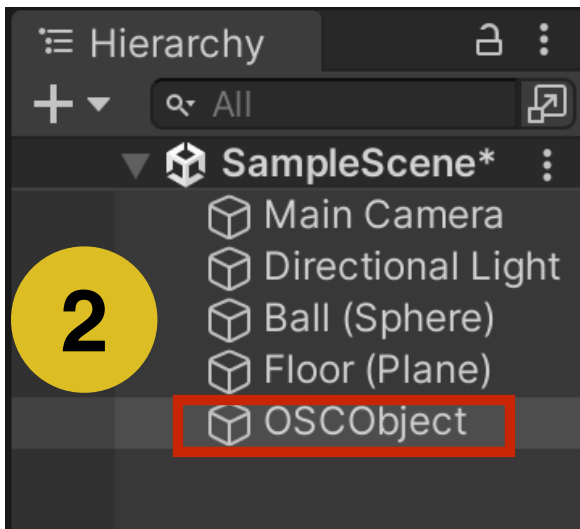 Hierarchy
All
SampleScene*
Main Camera
Directional Light
2
Ball (Sphere)
Floor (Plane)
OSCObject